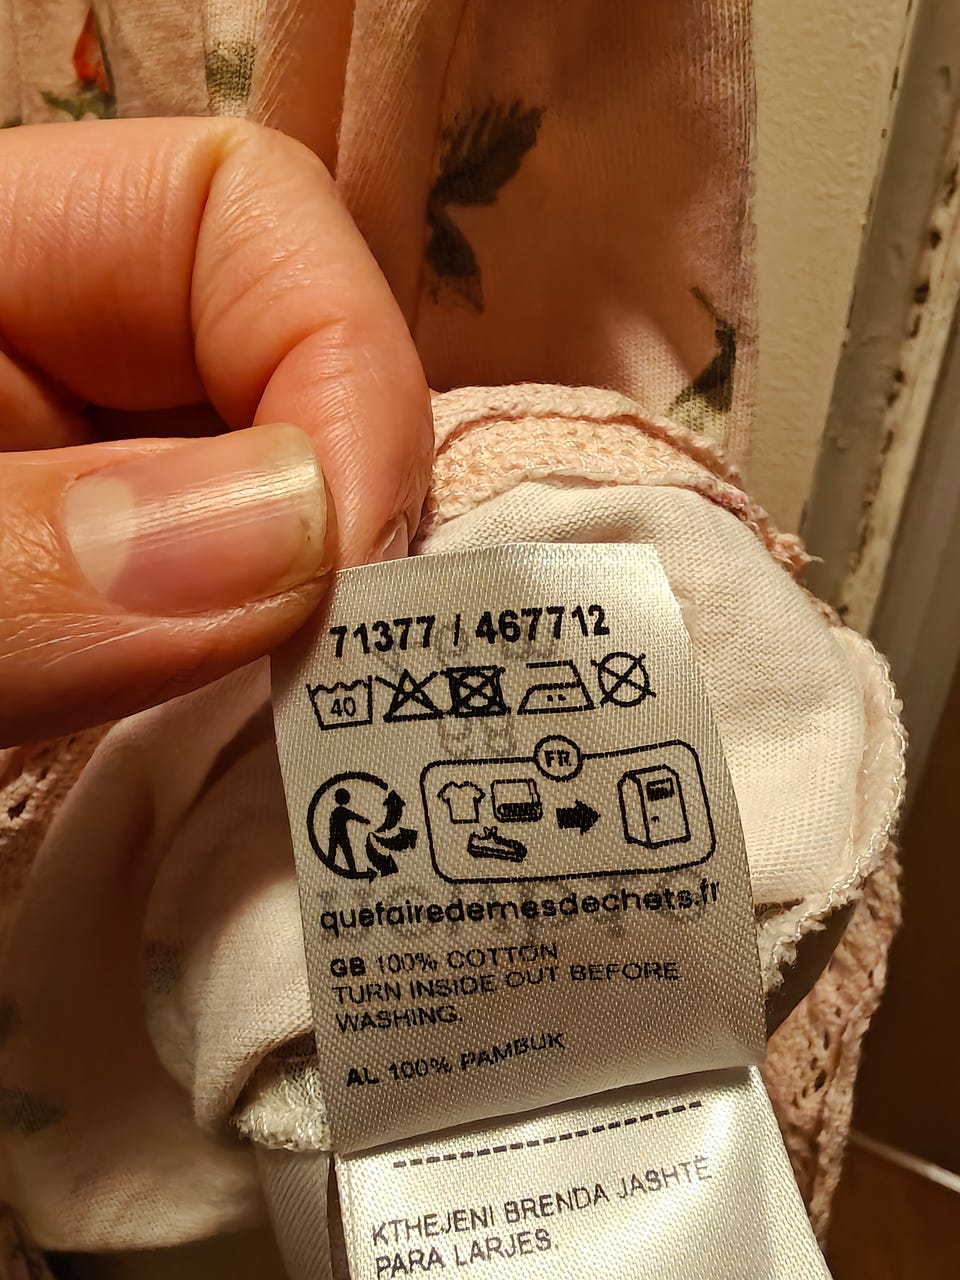 71377 / 467712
40
FR
quefairedemesdechets.fr
GB 100% COTTON
TURN INSIDE OUT BEFORE
WASHING.
AL 100% PAMBUK
KTHEJENI BRENDA JASHTË
PARA LARJES.